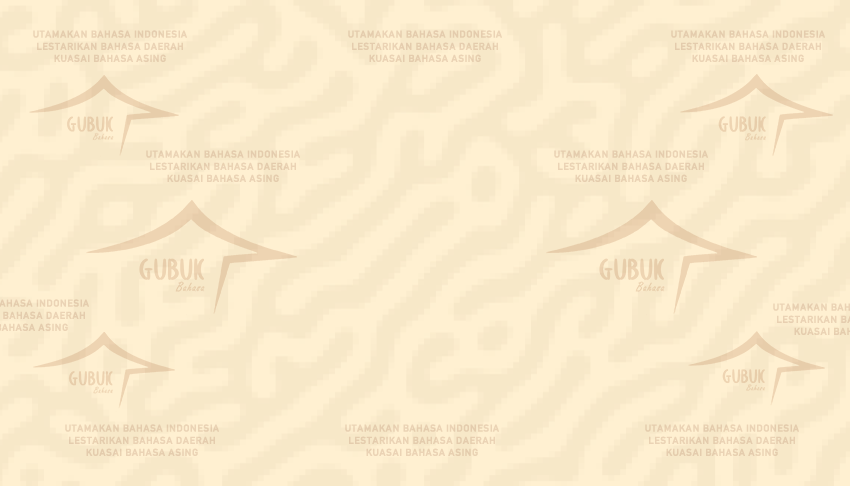 UTAMAKAN BAHASA INDONESIA
LESTARIKAN BAHASA DAERAH
KUASAI BAHASA ASING
UTAMAKAN BAHASA INDONESIA
LESTARIKAN BAHASA DAERAH
KUASAI BAHASA ASING
UTAMAKAN BAHASA INDONESIA
LESTARIKAN BAHASA DAERAH
KUASAI BAHASA ASING
GUBUK
Bahasa
GUBUK
Bahasa
UTAMAKAN BAHASA INDONESIA
LESTARIKAN BAHASA DAERAH
KUASAI BAHASA ASING
UTAMAKAN BAHASA INDONESIA
LESTARIKAN BAHASA DAERAH
KUASAI BAHASA ASING
GUBUK
Bahasa
GUBUK
Bahasa
AHASA INDONESIA
BAHASA DAERAH
AHASA ASING
UTAMAKAN BAH
LESTARIKAN BA
KUASAI BA
GUBUK
Bahasa
GUBUK
Bahasa
UTAMAKAN BAHASA INDONESIA
LESTARIKAN BAHASA DAERAH
KUASAI BAHASA ASING
UTAMAKAN BAHASA INDONESIA
LESTARIKAN BAHASA DAERAH
KUASAI BAHASA ASING
UTAMAKAN BAHASA INDONESIA
LESTARIKAN BAHASA DAERAH
KUASAI BAHASA ASING